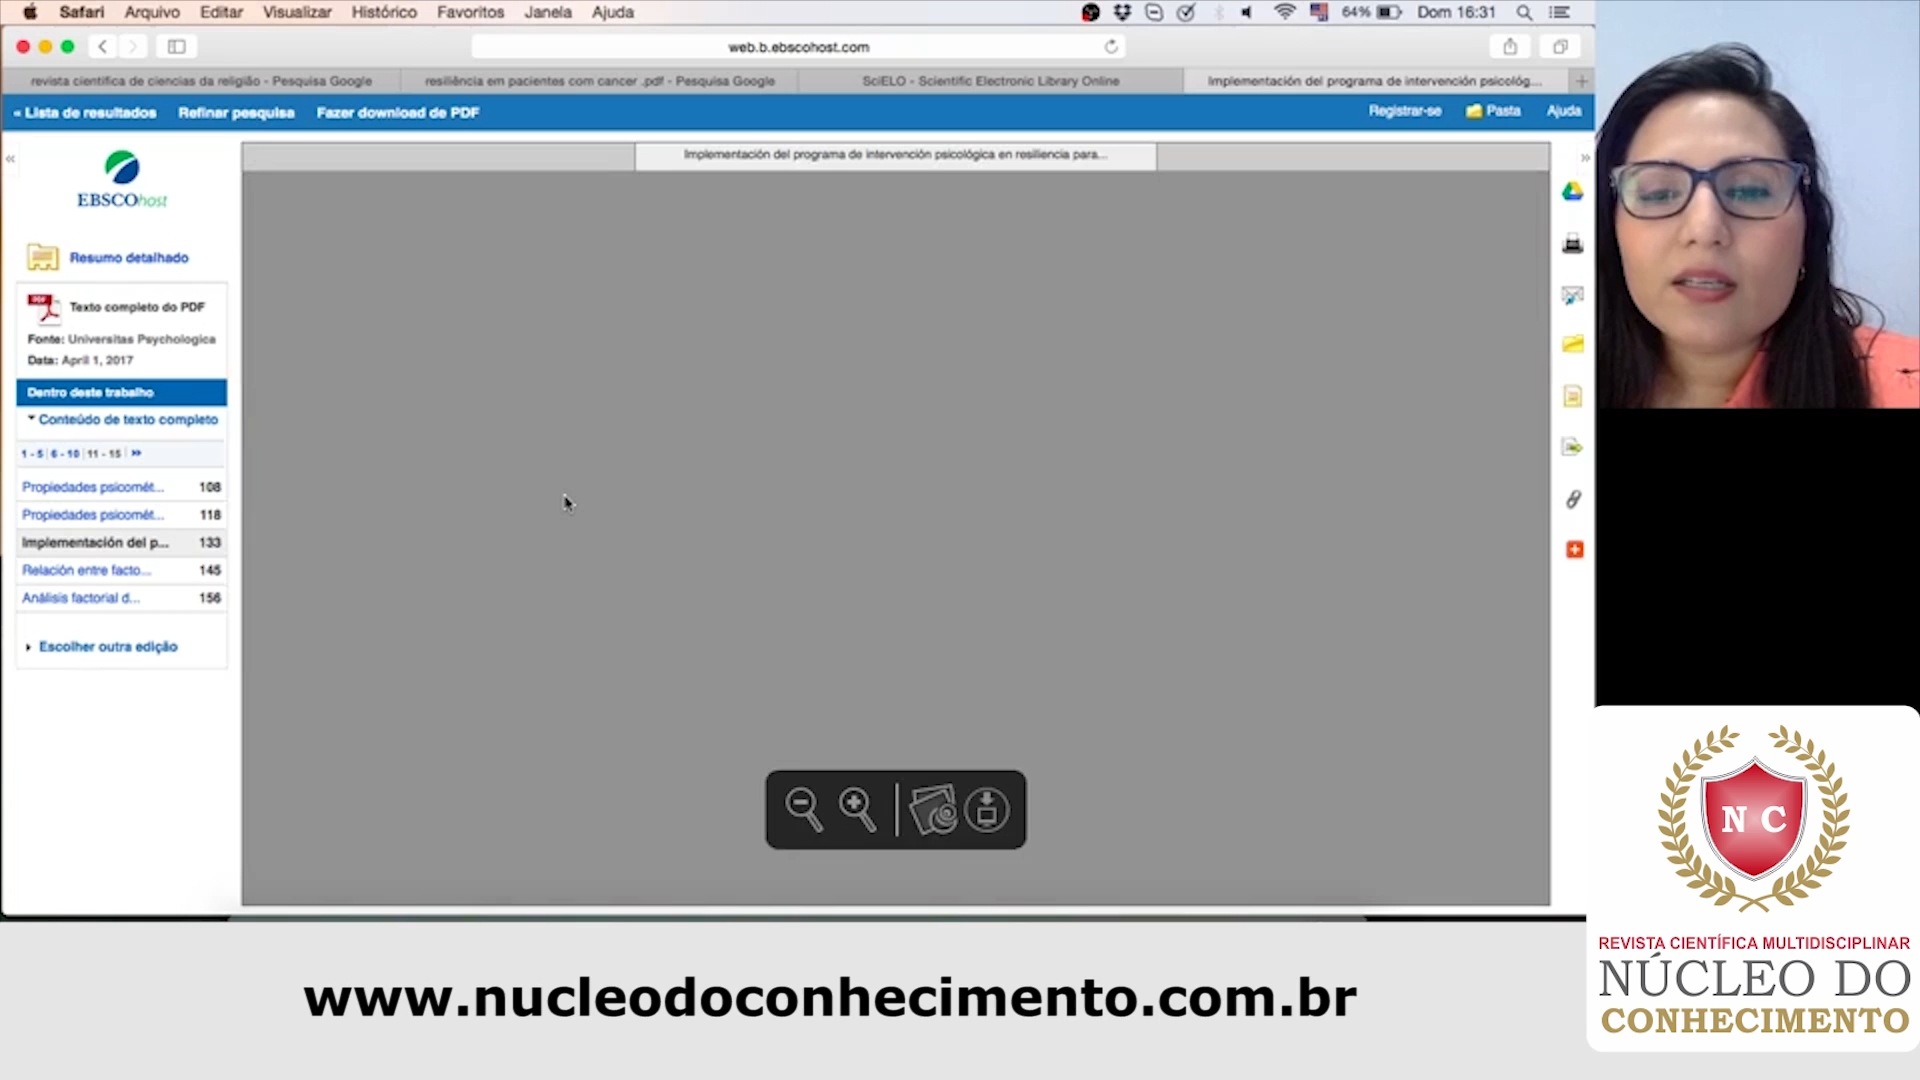 Safari Arquivo Editar Visualizar Histórico Favoritos Janela Ajuda 64% Dom 16:31
web.b.ebscohost.com
revista científica de ciencias da religião - Pesquisa Google
resiliência em pacientes com cancer .pdf - Pesquisa Google
SciELO - Scientific Electronic Library Online
Implementación del programa de intervención psicológ...
« Lista de resultados Refinar pesquisa Fazer download de PDF Registrar-se Pasta Ajuda
Implementación del programa de intervención psicológica en resiliencia para...
EBSCOhost
Resumo detalhado
PDF
Texto completo do PDF
Fonte: Universitas Psychologica
Data: April 1, 2017
Dentro deste trabalho
Conteúdo de texto completo
1 - 5 | 6 - 10 | 11 - 15 |
Propiedades psicomét... 108
Propiedades psicomét... 118
Implementación del p... 133
Relación entre facto... 145
Análisis factorial d... 156
Escolher outra edição
N C
REVISTA CIENTÍFICA MULTIDISCIPLINAR
NÚCLEO DO
CONHECIMENTO
www.nucleodoconhecimento.com.br